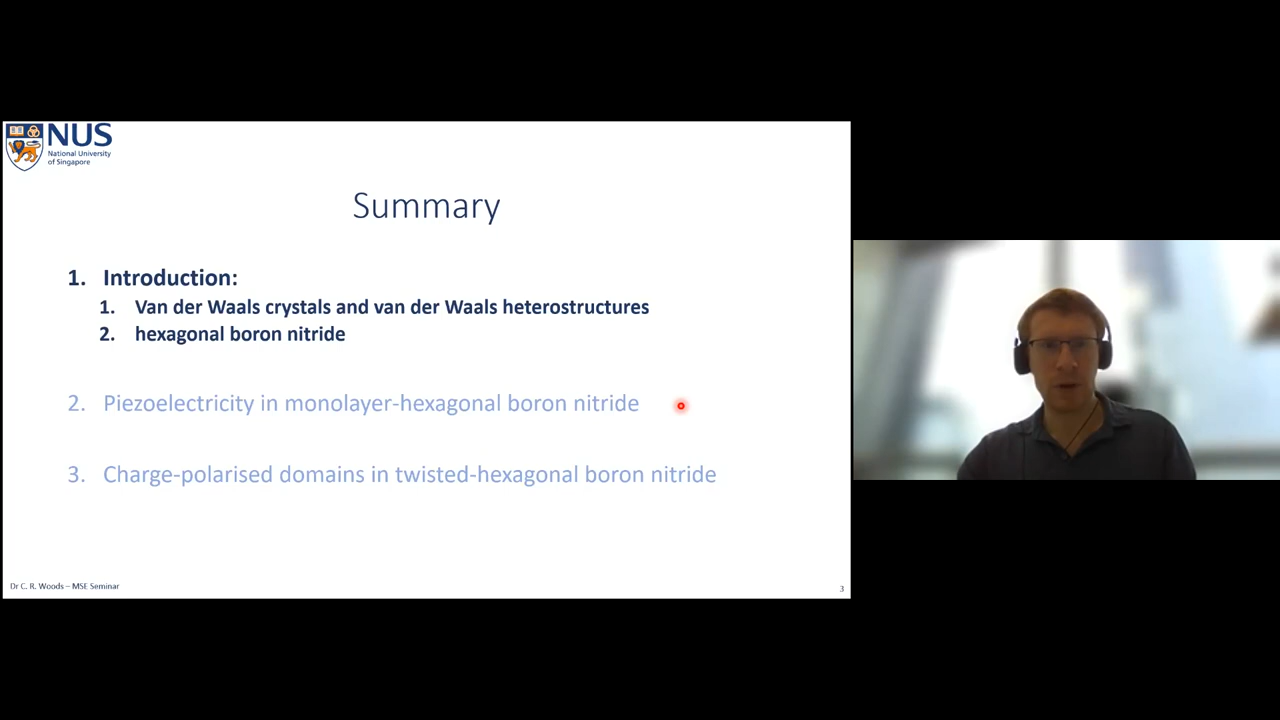 NUS
National University
of Singapore
Summary
1. Introduction:
1. Van der Waals crystals and van der Waals heterostructures
2. hexagonal boron nitride
2. Piezoelectricity in monolayer-hexagonal boron nitride
3. Charge-polarised domains in twisted-hexagonal boron nitride
Dr C. R. Woods – MSE Seminar
3